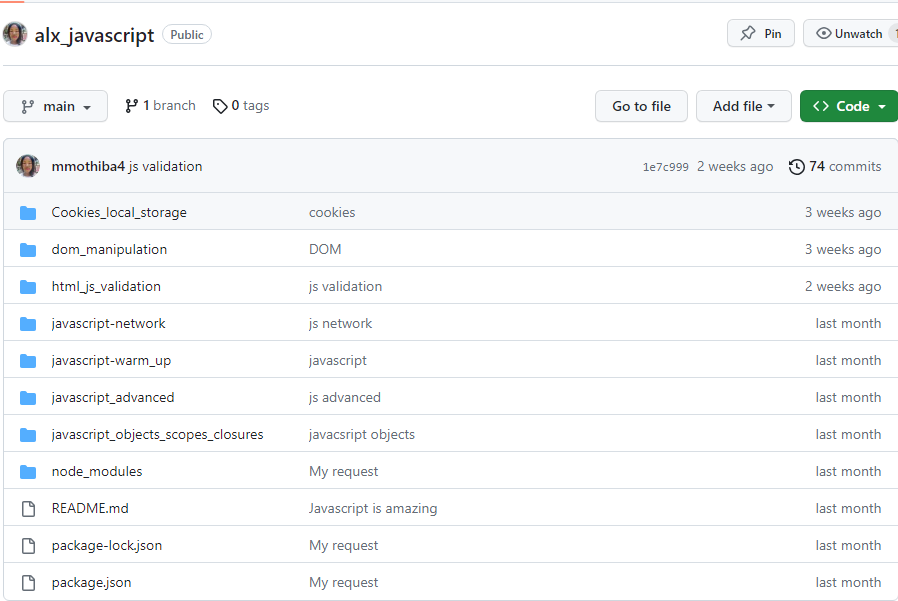 alx_javascript Public Pin Unwatch 1
main 1 branch 0 tags Go to file Add file Code
mmothiba4 js validation 1e7c999 2 weeks ago 74 commits
Cookies_local_storage cookies 3 weeks ago
dom_manipulation DOM 3 weeks ago
html_js_validation js validation 2 weeks ago
javascript-network js network last month
javascript-warm_up javascript last month
javascript_advanced js advanced last month
javascript_objects_scopes_closures javacsript objects last month
node_modules My request last month
README.md Javascript is amazing last month
package-lock.json My request last month
package.json My request last month